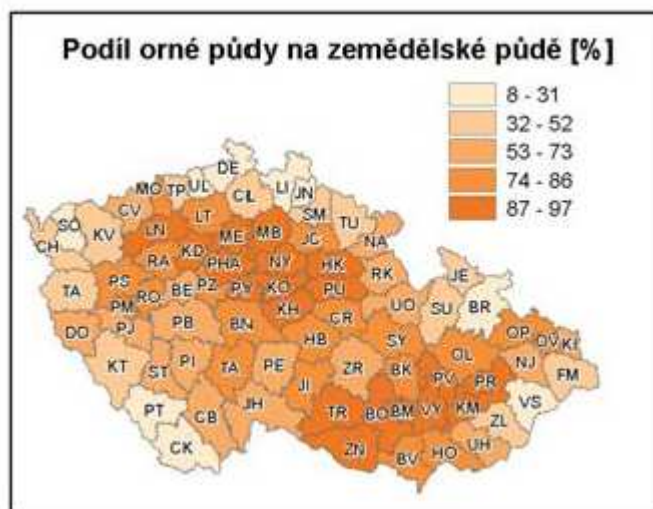 Podíl orné půdy na zemědělské půdě [%]
8 - 31
32 - 52
53 - 73
74 - 86
87 - 97
DE
MO TP UL LI JN
SO CV LT CL SM TU
CH KV LN ME MB JC NA
RA KD PHA NY HK RK JE
TA PS RO BE PZ PY KO PU UO SU BR
PM KH
DO PJ PB BN CR SY OP OV KI
KT ST PI TA PE HB ZR BK OL NJ FM
PV PR
PT CB JH JI TR BO BM VY KM VS
CK ZN BV HO UH ZL